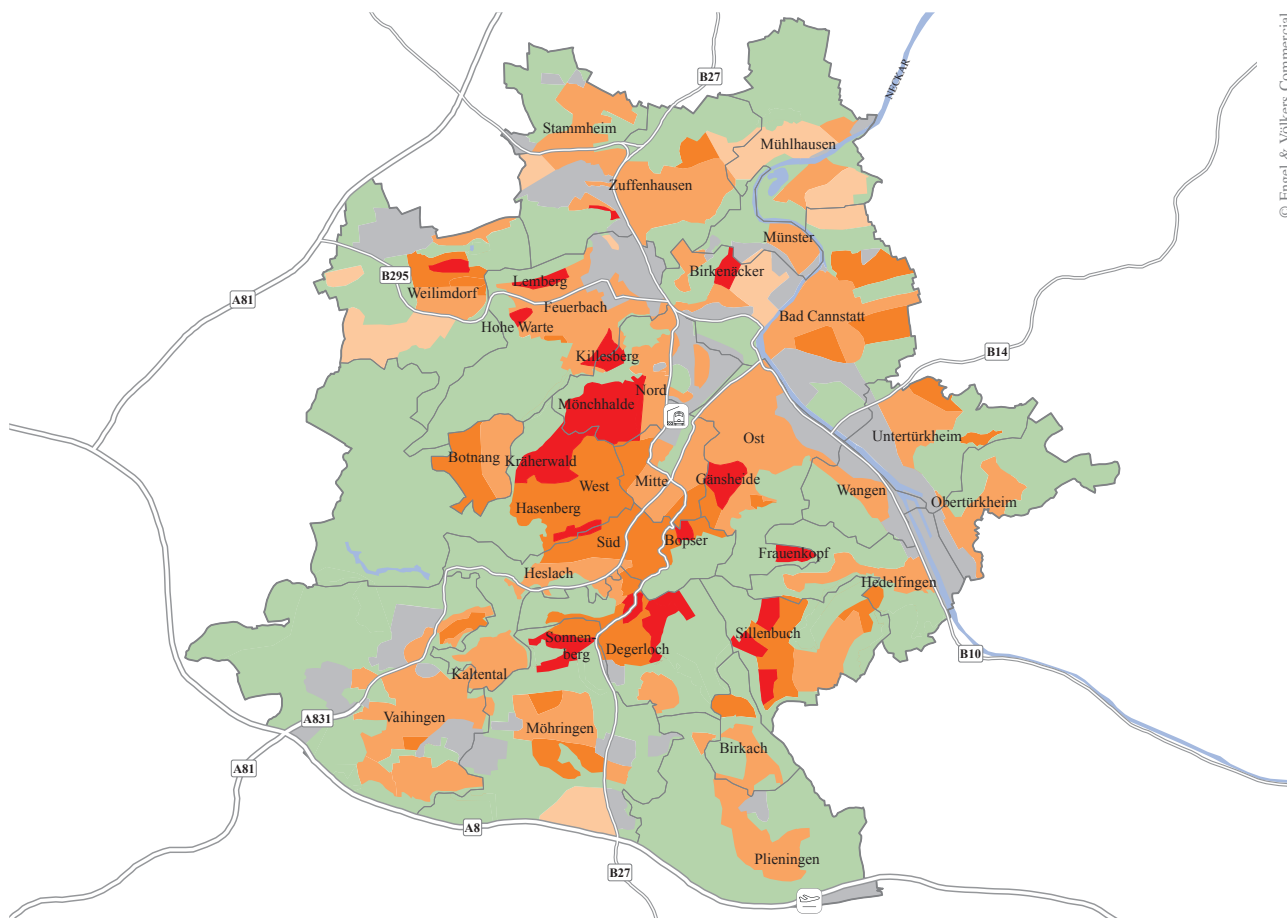 © Engel & Völkers Commercial
B27
NECKAR
Stammheim
Mühlhausen
Zuffenhausen
Münster
Birkenäcker
B295
Lemberg
Weilimdorf
A81
Feuerbach
Bad Cannstatt
Hohe Warte
B14
Killesberg
Nord
Mönchhalde
Ost
Untertürkheim
Botnang
Kräherwald
Mitte
Gänsheide
West
Wangen
Obertürkheim
Hasenberg
Süd
Bopser
Frauenkopf
Heslach
Hedelfingen
Sillenbuch
Sonnen-
berg
Degerloch
B10
Kaltental
Vaihingen
A831
Möhringen
Birkach
A81
A8
Plieningen
B27